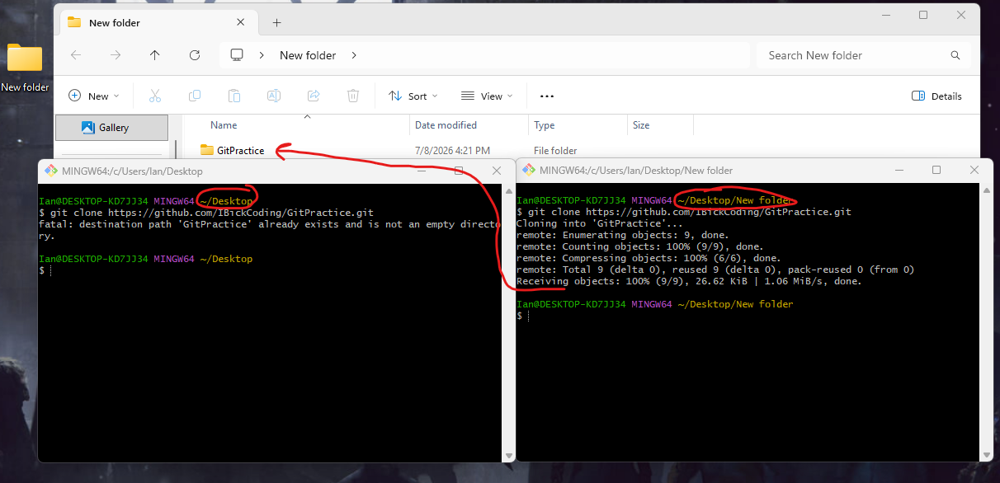 New folder
New folder
New folder
Search New folder
New
Sort
View
Details
Gallery
Name
Date modified
Type
Size
GitPractice
7/8/2026 4:21 PM
File folder
MINGW64:/c/Users/Ian/Desktop
Ian@DESKTOP-KD7JJ34 MINGW64 ~/Desktop
$ git clone https://github.com/IBickCoding/GitPractice.git
fatal: destination path 'GitPractice' already exists and is not an empty directo
ry.
Ian@DESKTOP-KD7JJ34 MINGW64 ~/Desktop
$
MINGW64:/c/Users/Ian/Desktop/New folder
Ian@DESKTOP-KD7JJ34 MINGW64 ~/Desktop/New folder
$ git clone https://github.com/IBickCoding/GitPractice.git
Cloning into 'GitPractice'...
remote: Enumerating objects: 9, done.
remote: Counting objects: 100% (9/9), done.
remote: Compressing objects: 100% (6/6), done.
remote: Total 9 (delta 0), reused 9 (delta 0), pack-reused 0 (from 0)
Receiving objects: 100% (9/9), 26.62 KiB | 1.06 MiB/s, done.
Ian@DESKTOP-KD7JJ34 MINGW64 ~/Desktop/New folder
$